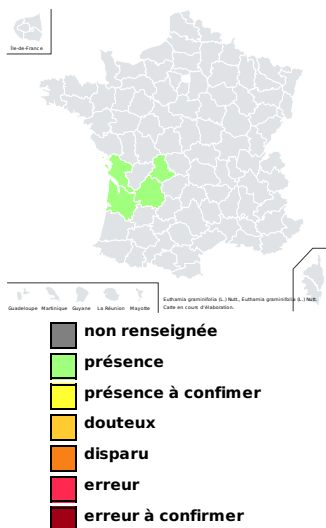 Île-de-France
Guadeloupe Martinique Guyane La Réunion Mayotte
Euthamia graminifolia (L.) Nutt., Euthamia graminifolia (L.) Nutt.
Carte en cours d'élaboration.
non renseignée
présence
présence à confimer
douteux
disparu
erreur
erreur à confirmer